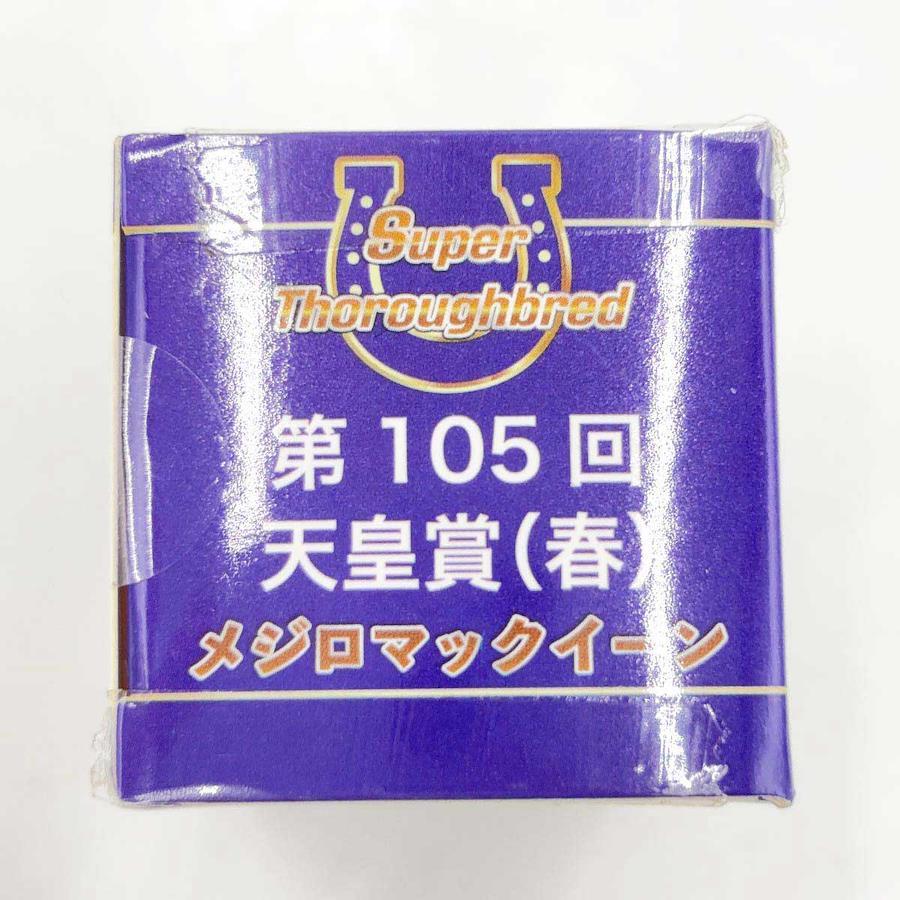 Super
Thoroughbred
第105回
天皇賞(春)
メジロマックイーン